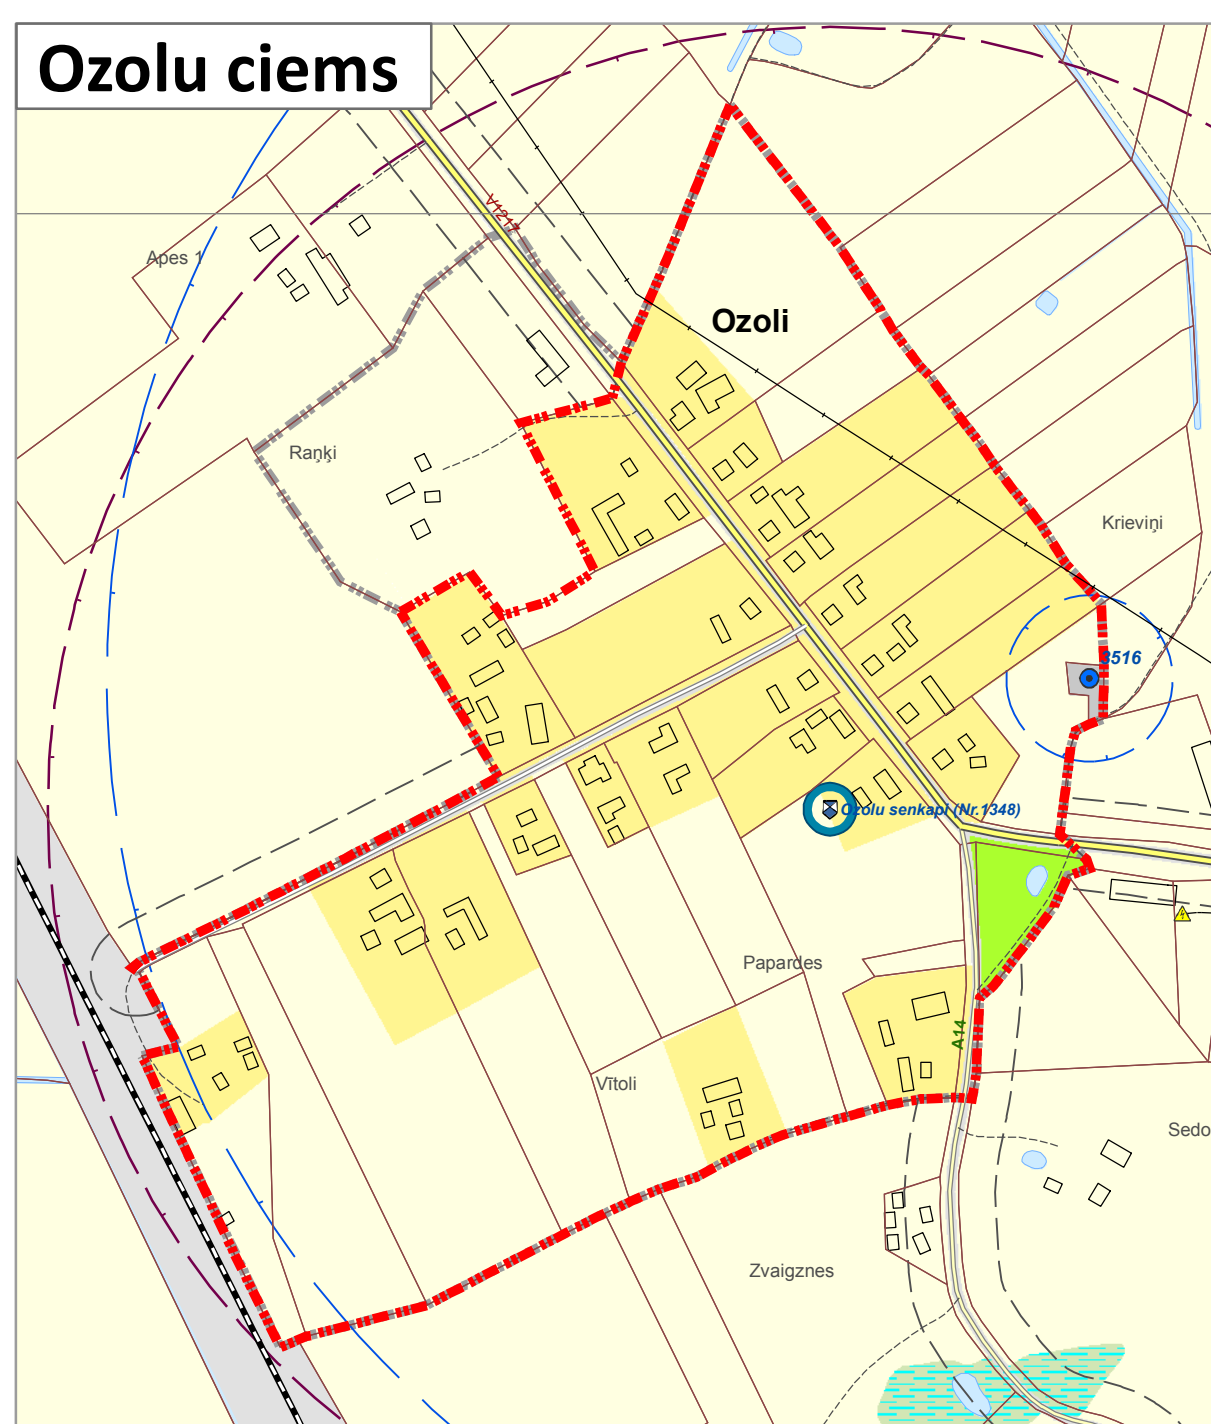 Ozolu ciems
V1217
Apes 1
Ozoli
Raņķi
Krieviņi
3516
Ozolu senkapi (Nr.1348)
Papardes
A14
Vītoli
Sedo
Zvaigznes